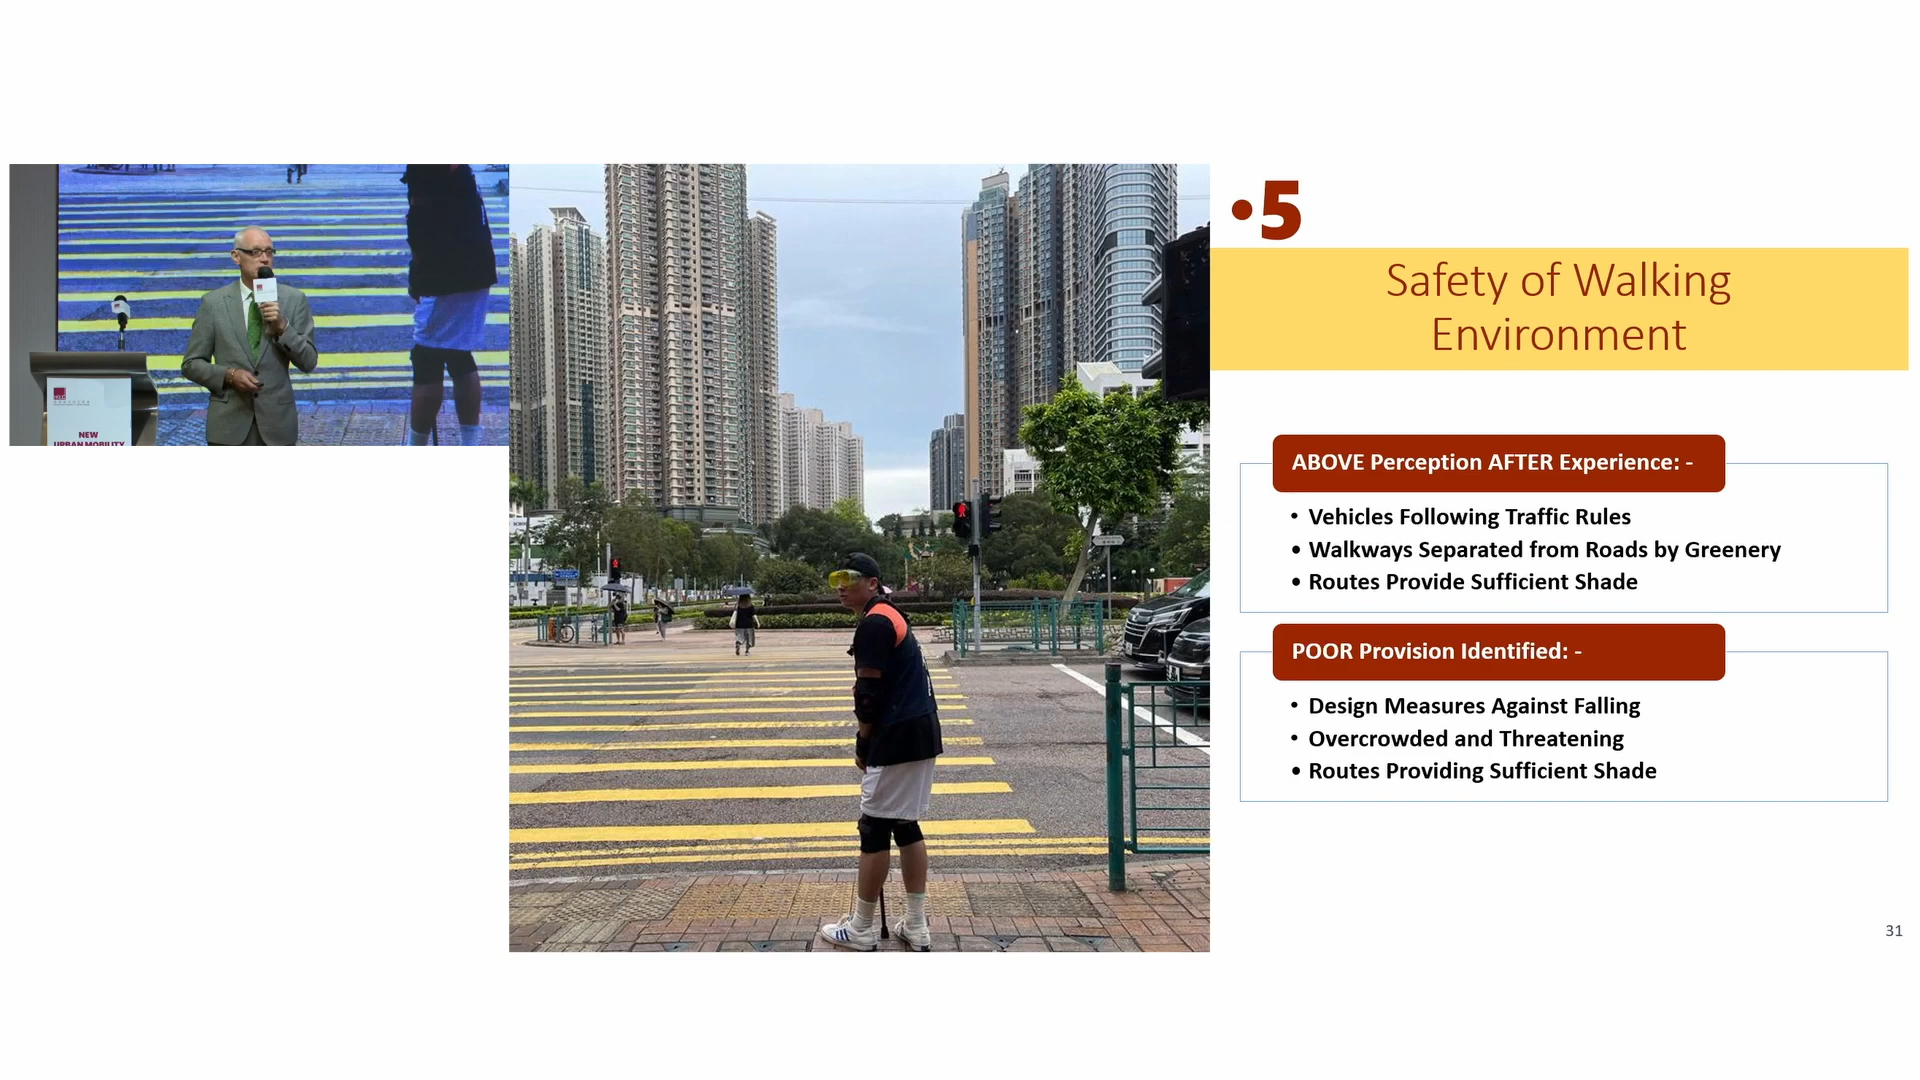 NEW
URBAN MOBILITY
•5
Safety of Walking
Environment
ABOVE Perception AFTER Experience: -
• Vehicles Following Traffic Rules
• Walkways Separated from Roads by Greenery
• Routes Provide Sufficient Shade
POOR Provision Identified: -
• Design Measures Against Falling
• Overcrowded and Threatening
• Routes Providing Sufficient Shade
31